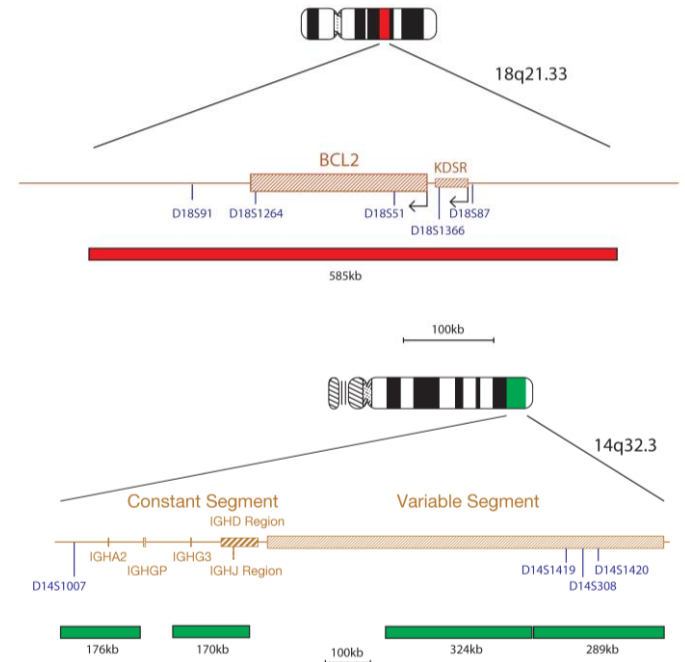 18q21.33
BCL2
KDSR
D18S91
D18S1264
D18S51
D18S87
D18S1366
585kb
100kb
14q32.3
Constant Segment
Variable Segment
IGHD Region
IGHA2
IGHG3
IGHGP
IGHJ Region
D14S1007
D14S1419
D14S1420
D14S308
176kb
170kb
324kb
289kb
100kb